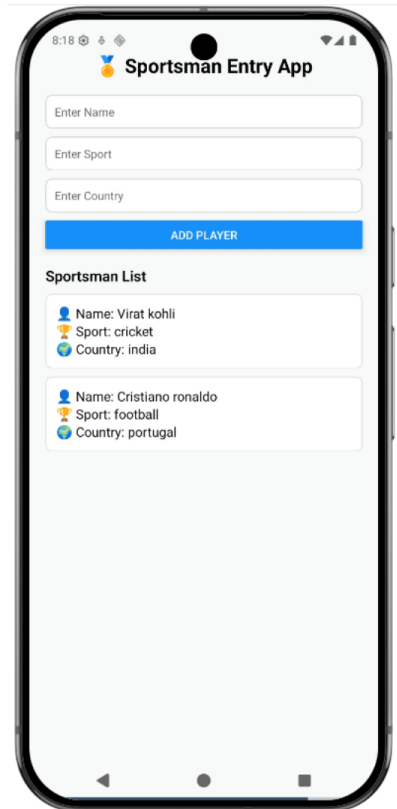 8:18
🏅 Sportsman Entry App
Enter Name
Enter Sport
Enter Country
ADD PLAYER
Sportsman List
👤 Name: Virat kohli
🏆 Sport: cricket
🌍 Country: india
👤 Name: Cristiano ronaldo
🏆 Sport: football
🌍 Country: portugal